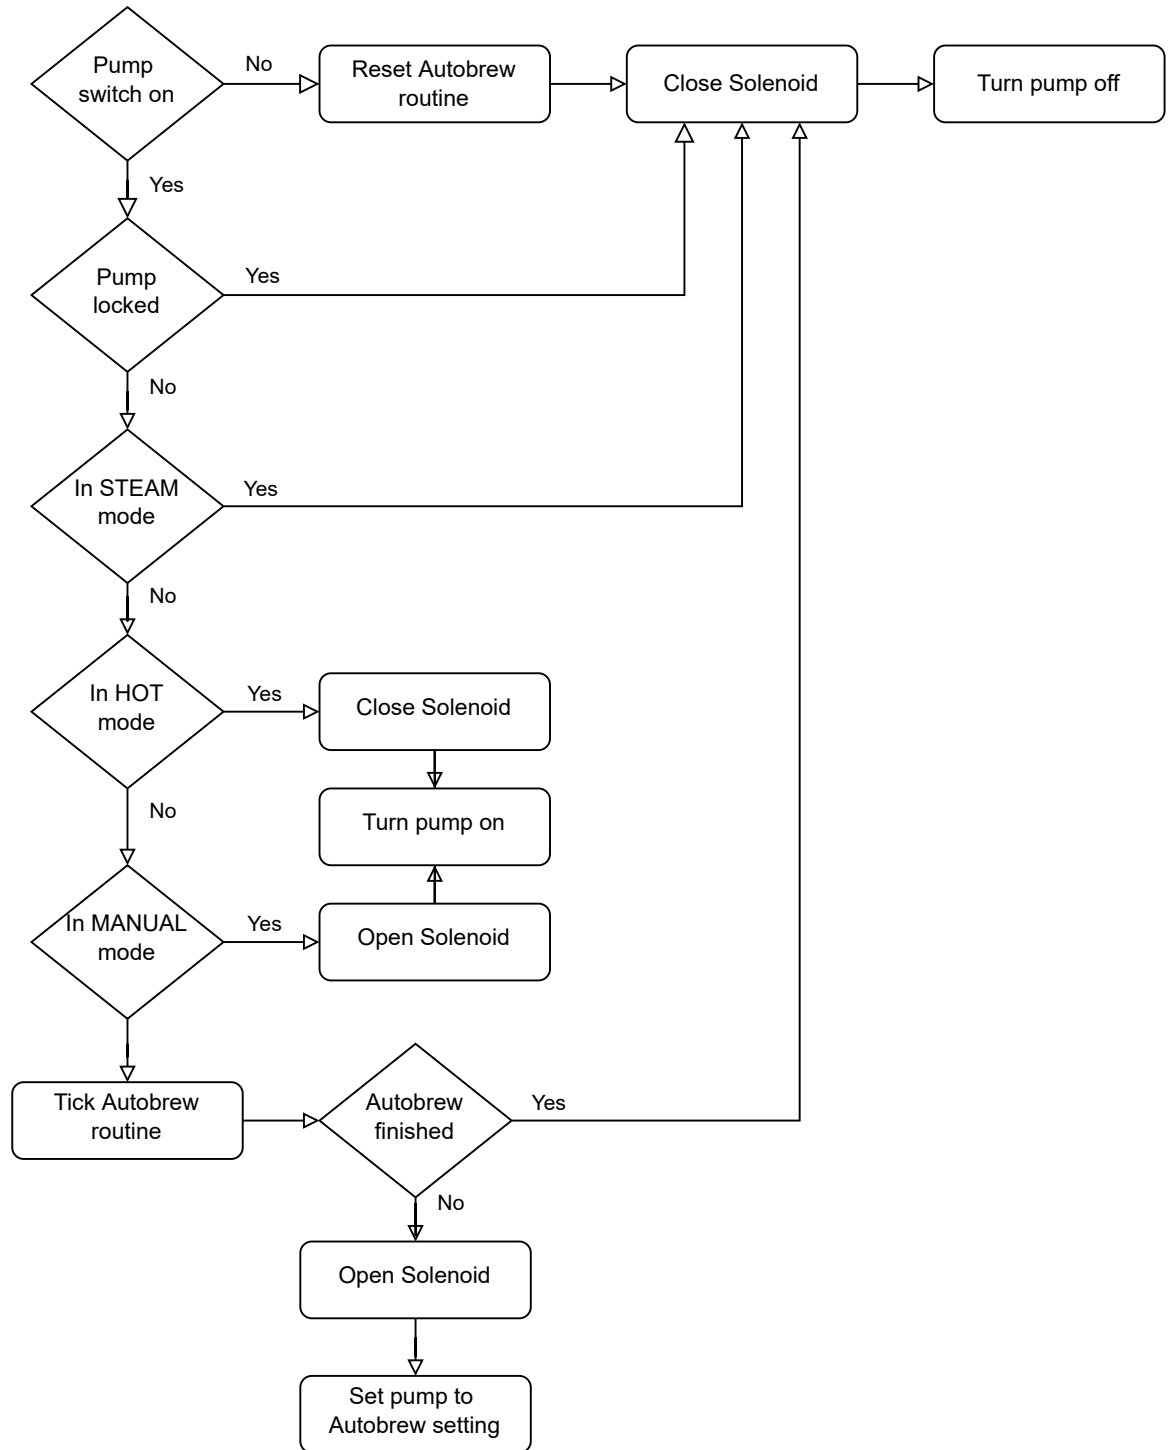 Pump
switch on
No
Reset Autobrew
routine
Close Solenoid
Turn pump off
Yes
Pump
locked
Yes
No
In STEAM
mode
Yes
No
In HOT
mode
Yes
Close Solenoid
No
Turn pump on
In MANUAL
mode
Yes
Open Solenoid
Tick Autobrew
routine
Autobrew
finished
Yes
No
Open Solenoid
Set pump to
Autobrew setting